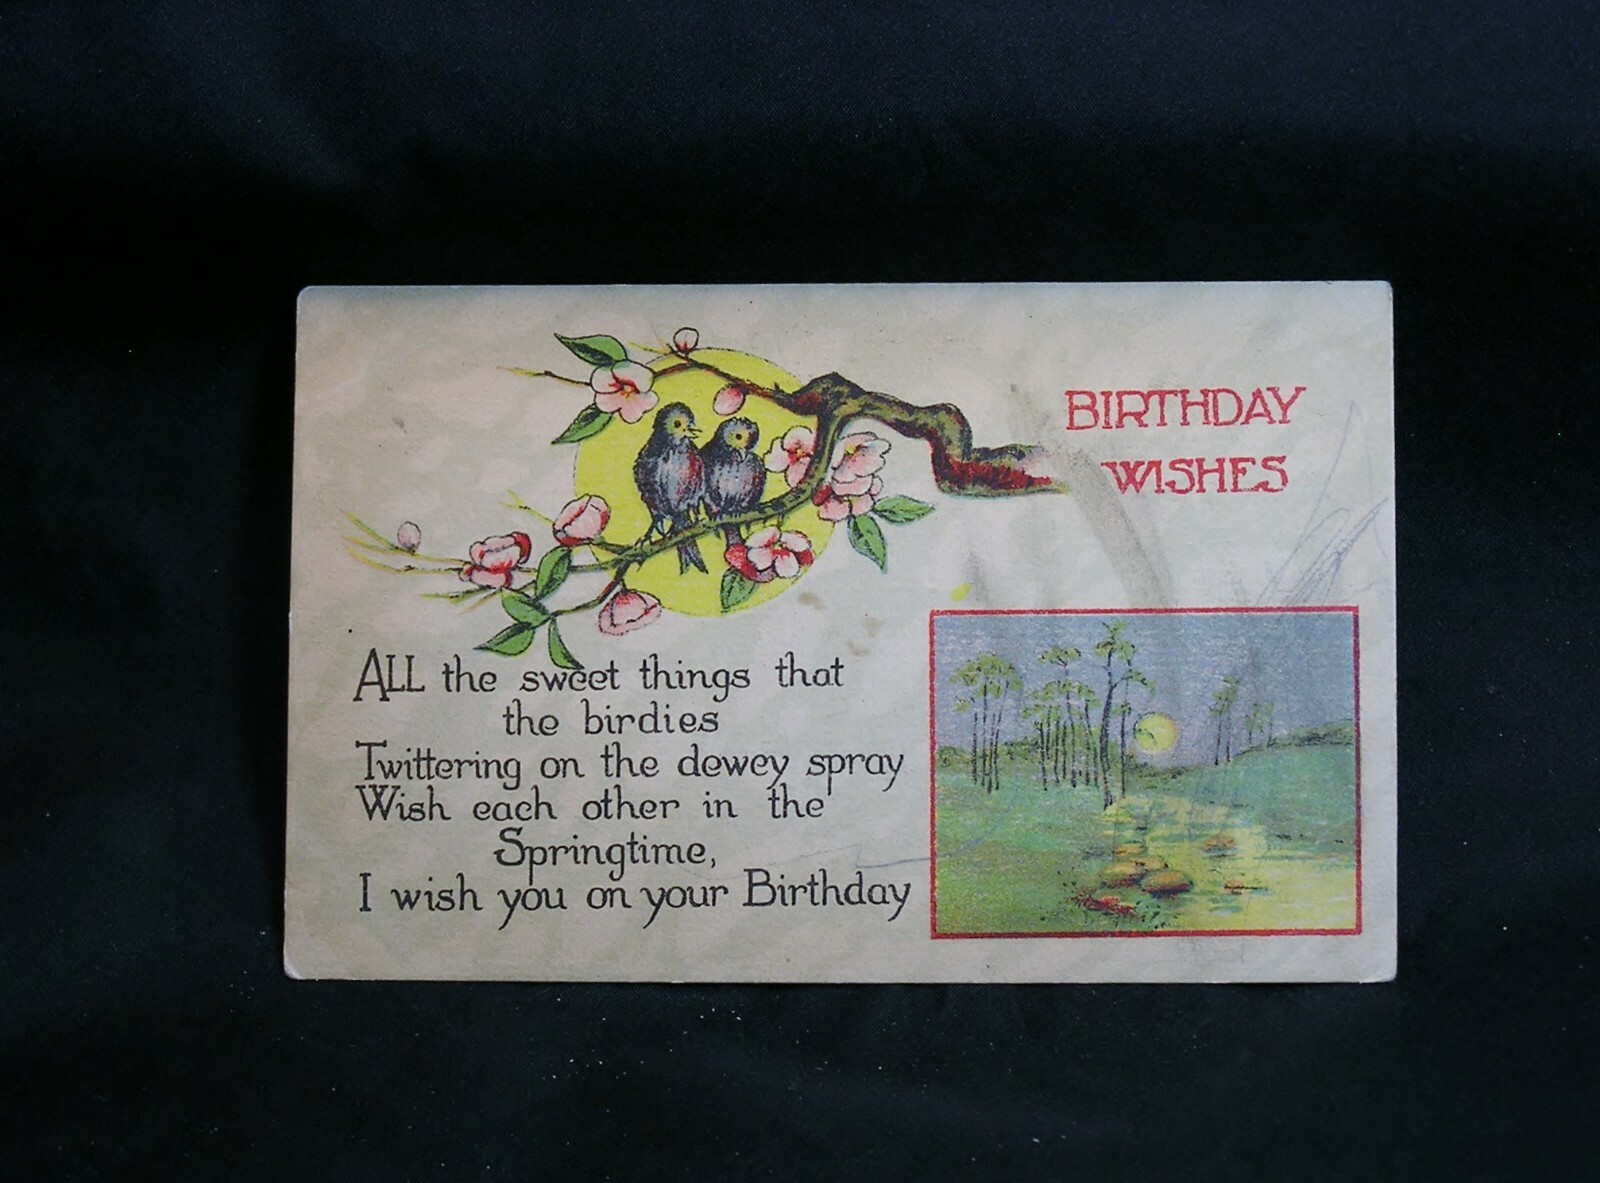 BIRTHDAY
WISHES
ALL the sweet things that
the birdies
Twittering on the dewey spray
Wish each other in the
Springtime,
I wish you on your Birthday